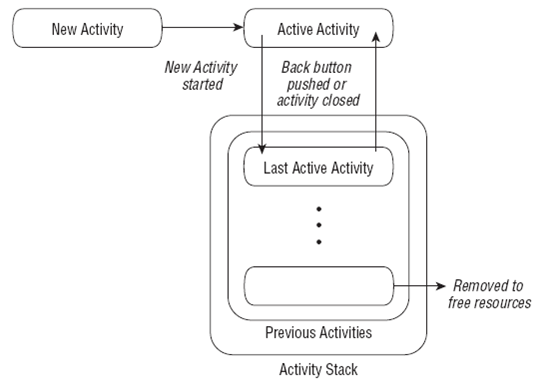 New Activity
Active Activity
New Activity
started
Back button
pushed or
activity closed
Last Active Activity
Removed to
free resources
Previous Activities
Activity Stack